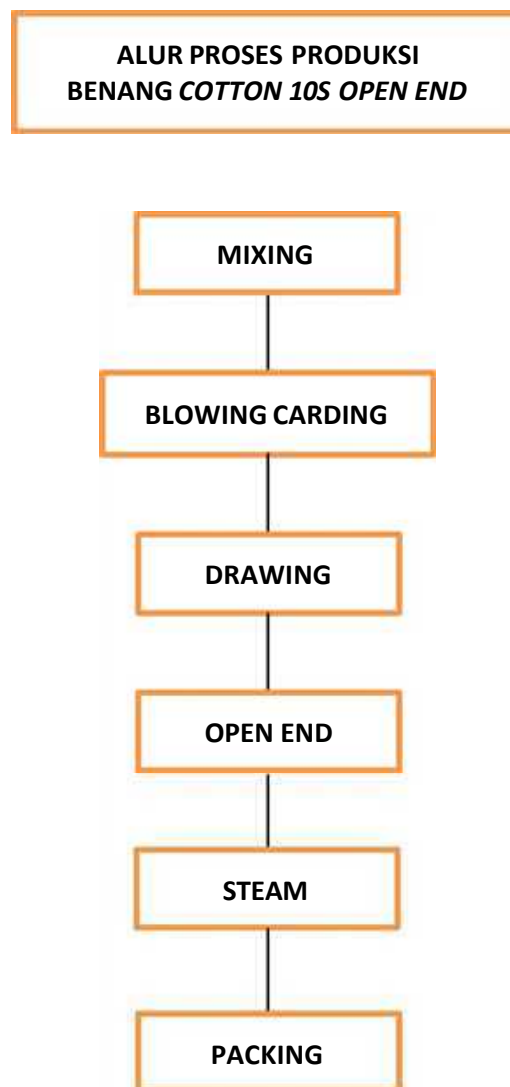 ALUR PROSES PRODUKSI
BENANG COTTON 10S OPEN END
MIXING
BLOWING CARDING
DRAWING
OPEN END
STEAM
PACKING